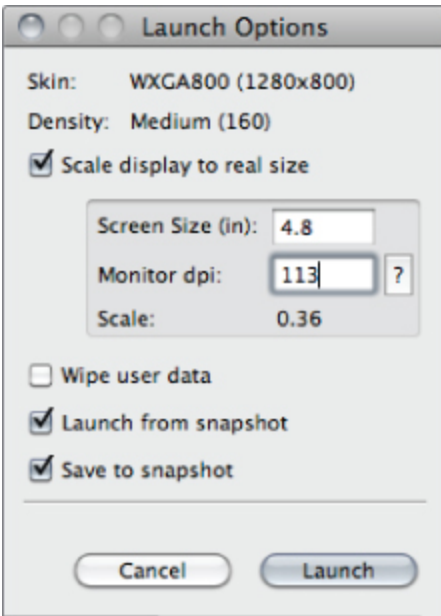 Launch Options
Skin: WXGA800 (1280x800)
Density: Medium (160)
Scale display to real size
Screen Size (in): 4.8
Monitor dpi: 113 ?
Scale: 0.36
Wipe user data
Launch from snapshot
Save to snapshot
Cancel Launch